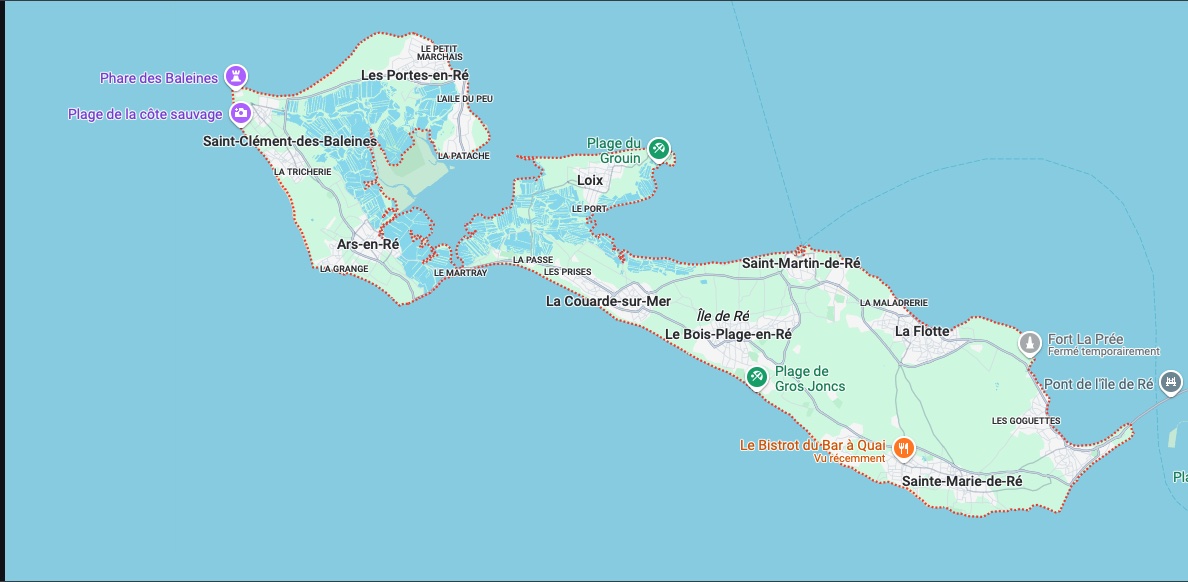 LE PETIT
MARCHAIS
Les Portes-en-Ré
Phare des Baleines
L'AILE DU PEU
Plage de la côte sauvage
Saint-Clément-des-Baleines
LA PATACHE
Plage du
Grouin
LA TRICHERIE
Loix
LE PORT
Ars-en-Ré
LA GRANGE
LE MARTRAY
LA PASSE
LES PRISES
Saint-Martin-de-Ré
La Couarde-sur-Mer
LA MALADRERIE
Île de Ré
Le Bois-Plage-en-Ré
La Flotte
Fort La Prée
Fermé temporairement
Plage de
Gros Joncs
Pont de l'île de Ré
LES GOGUETTES
Le Bistrot du Bar à Quai
Vu récemment
Sainte-Marie-de-Ré
Pla